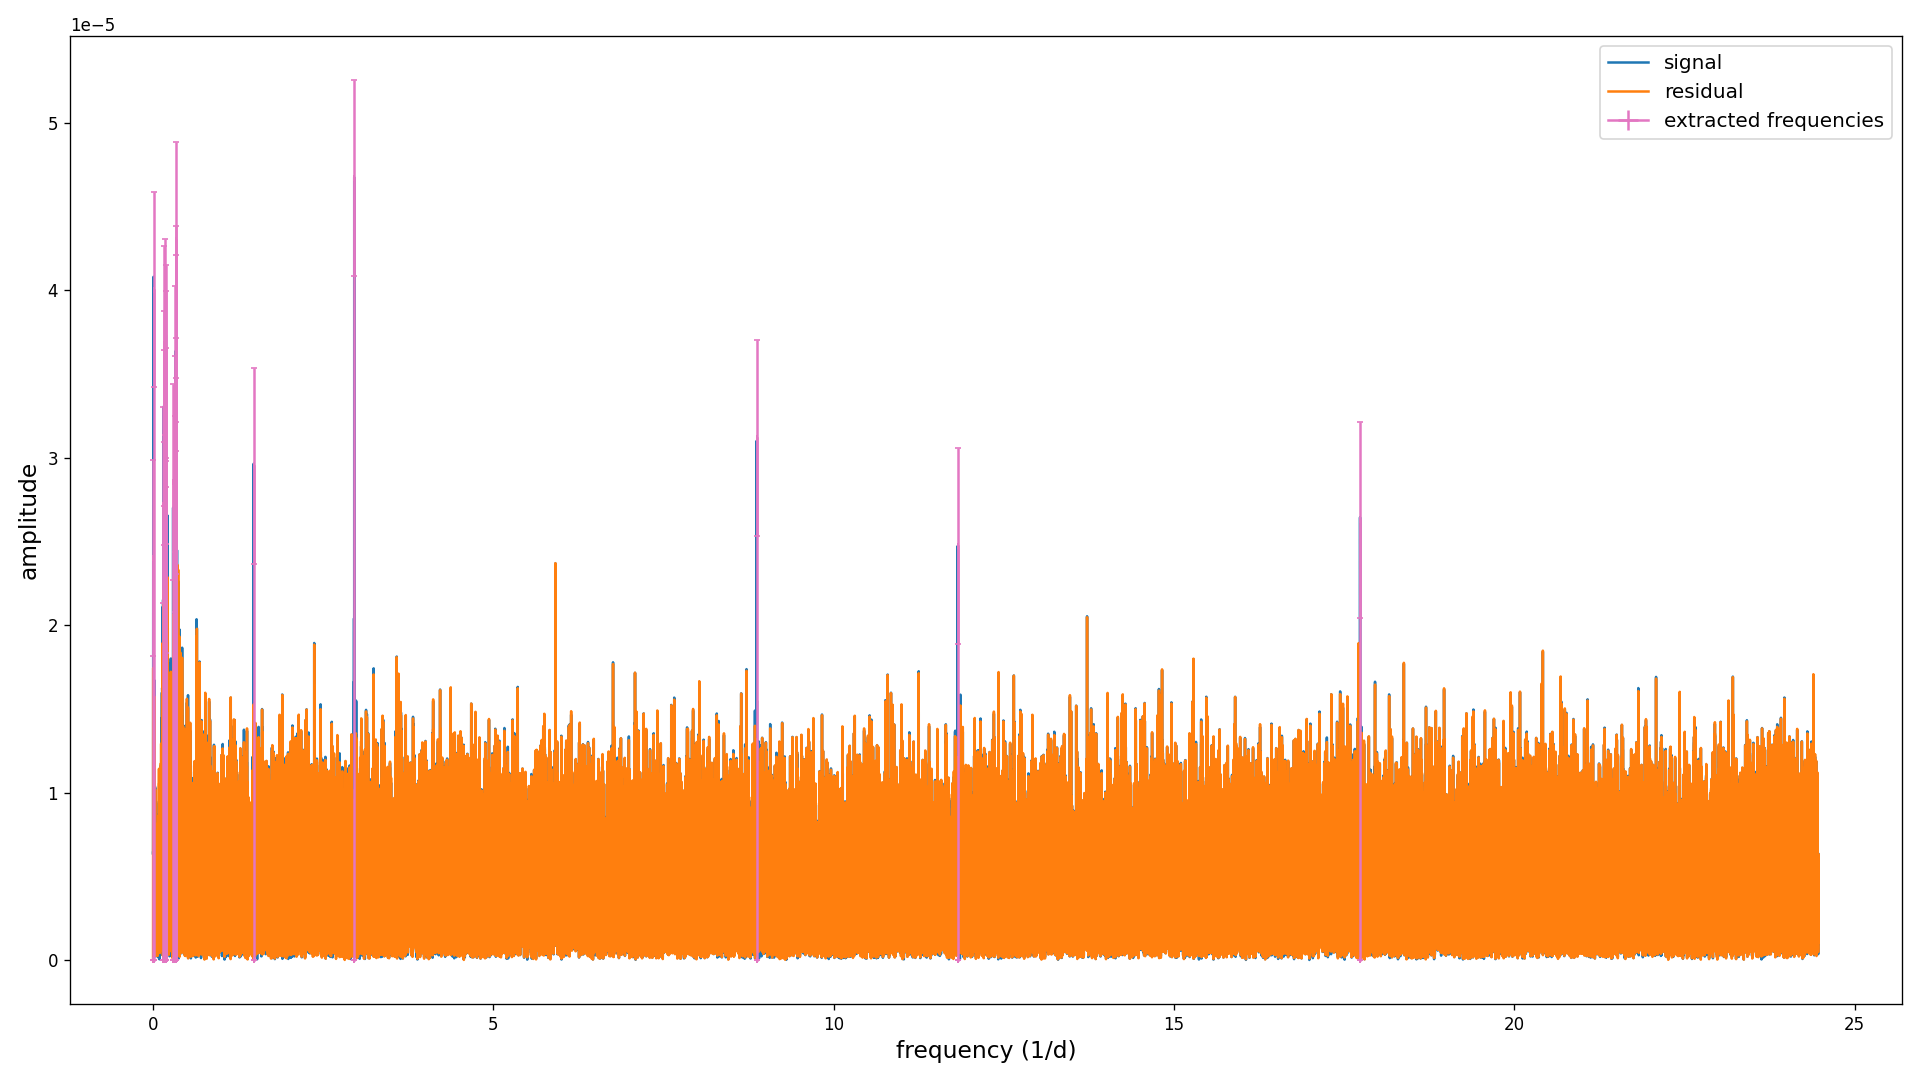 1e−5
signal
residual
extracted frequencies
5
4
3
2
1
0
amplitude
0
5
10
15
20
25
frequency (1/d)